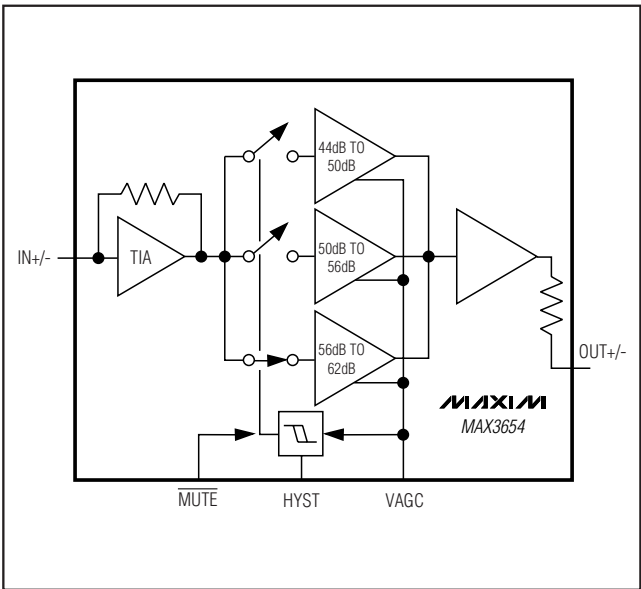 44dB TO
50dB
50dB TO
56dB
IN+/-
TIA
56dB TO
62dB
OUT+/-
MAXIM
MAX3654
MUTE
HYST
VAGC